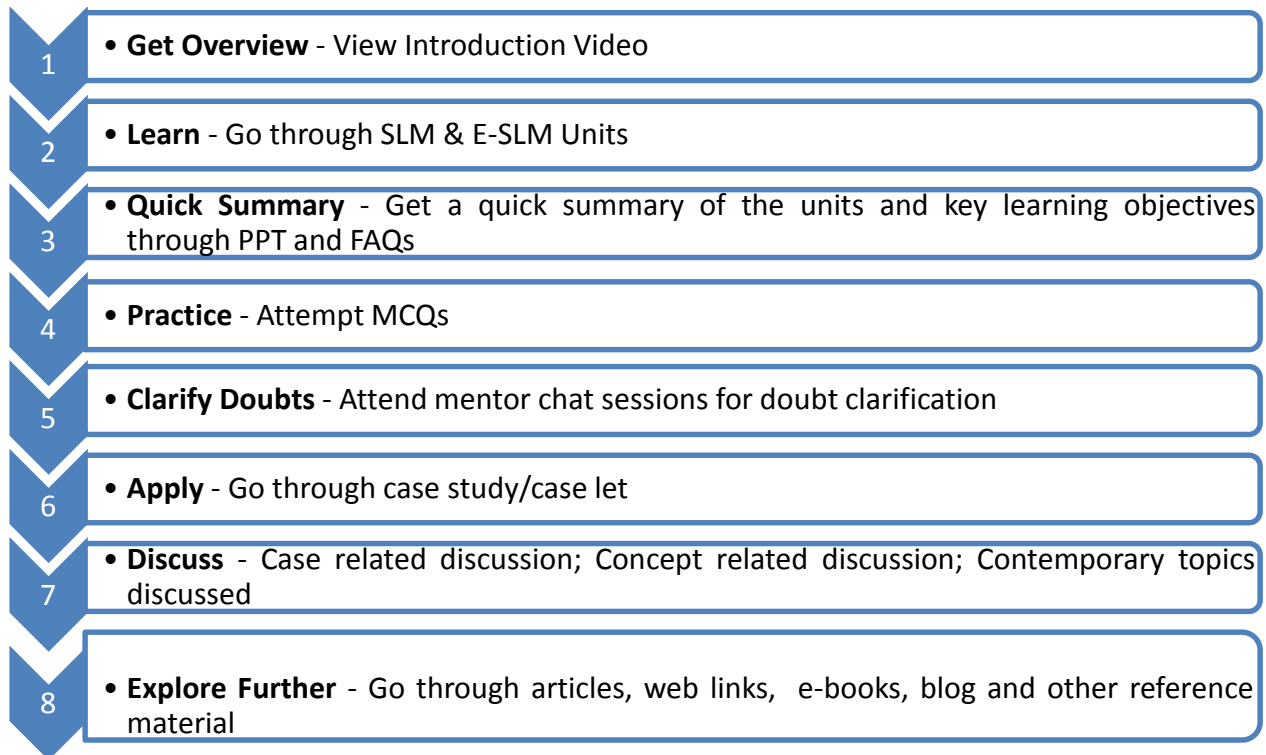 1
• Get Overview - View Introduction Video
2
• Learn - Go through SLM & E-SLM Units
3
• Quick Summary - Get a quick summary of the units and key learning objectives
through PPT and FAQs
4
• Practice - Attempt MCQs
5
• Clarify Doubts - Attend mentor chat sessions for doubt clarification
6
• Apply - Go through case study/case let
7
• Discuss - Case related discussion; Concept related discussion; Contemporary topics
discussed
8
• Explore Further - Go through articles, web links, e-books, blog and other reference
material